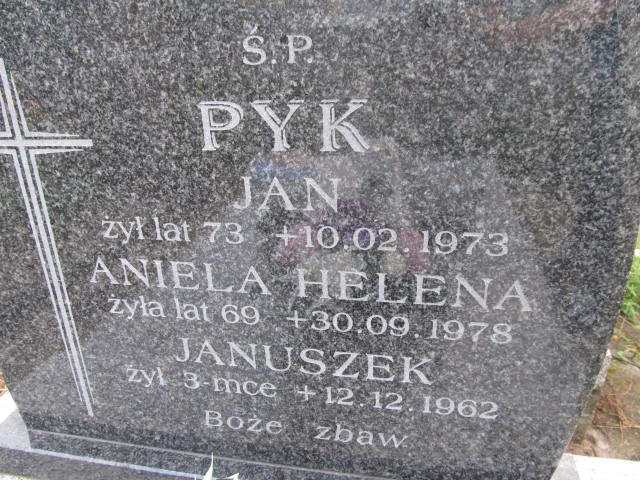 Ś.P.
PYK
JAN
żył lat 73 +10.02.1973
ANIELA HELENA
żyła lat 69 +30.09.1978
JANUSZEK
żył 3-mce +12.12.1962
Boże zbaw